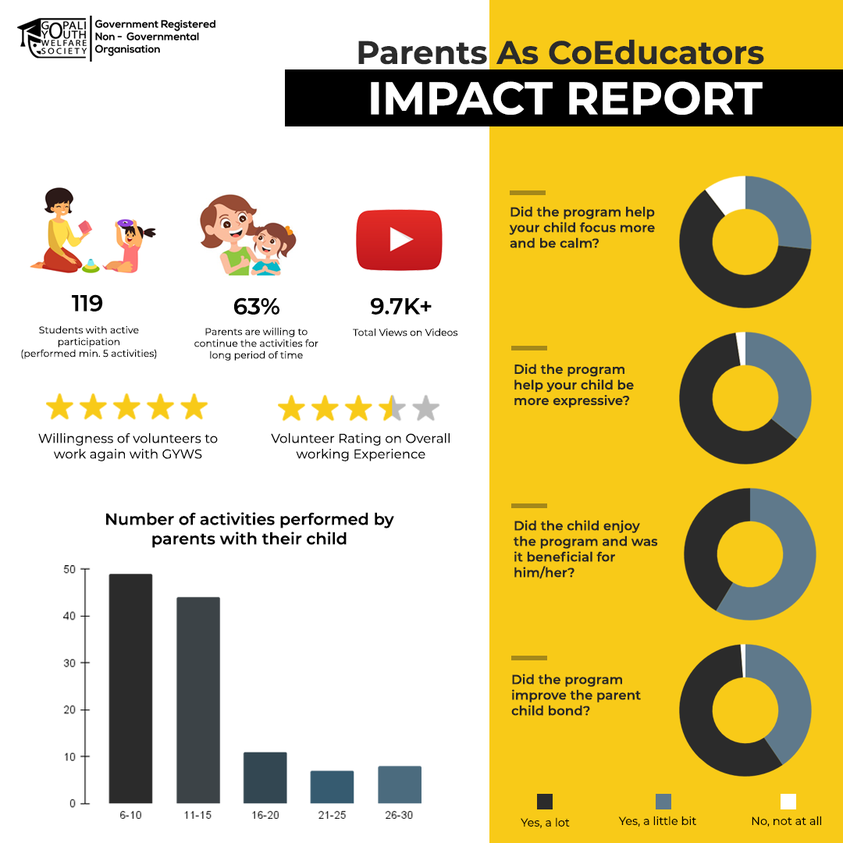 GOPALI
YOUTH
WELFARE
SOCIETY
Government Registered
Non - Governmental
Organisation
Parents As CoEducators
IMPACT REPORT
119
Students with active
participation
(performed min. 5 activities)
63%
Parents are willing to
continue the activities for
long period of time
9.7K+
Total Views on Videos
Willingness of volunteers to
work again with GYWS
Volunteer Rating on Overall
working Experience
Number of activities performed by
parents with their child
50
40
30
20
10
0
6-10
11-15
16-20
21-25
26-30
Did the program help
your child focus more
and be calm?
Did the program
help your child be
more expressive?
Did the child enjoy
the program and was
it beneficial for
him/her?
Did the program
improve the parent
child bond?
Yes, a lot
Yes, a little bit
No, not at all